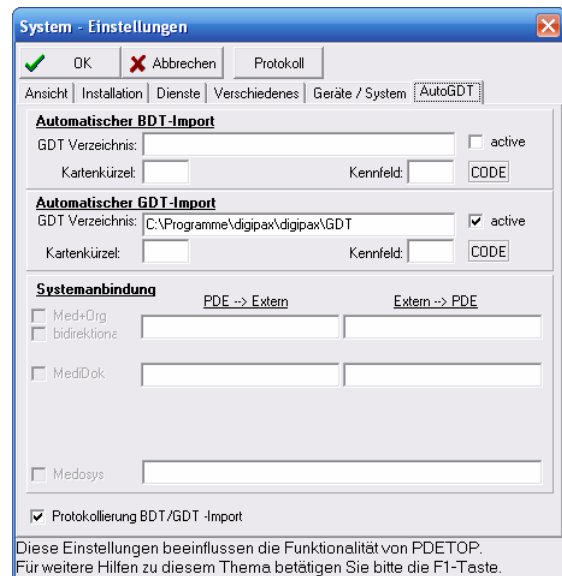 System - Einstellungen
OK Abbrechen Protokoll
Ansicht Installation Dienste Verschiedenes Geräte / System AutoGDT
Automatischer BDT-Import
GDT Verzeichnis: active
Kartenkürzel: Kennfeld: CODE
Automatischer GDT-Import
GDT Verzeichnis: C:\Programme\digipax\digipax\GDT active
Kartenkürzel: Kennfeld: CODE
Systemanbindung
PDE --> Extern Extern --> PDE
Med+Org
bidirektiona
MediDok
Medosys
Protokollierung BDT/GDT -Import
Diese Einstellungen beeinflussen die Funktionalität von PDETOP.
Für weitere Hilfen zu diesem Thema betätigen Sie bitte die F1-Taste.